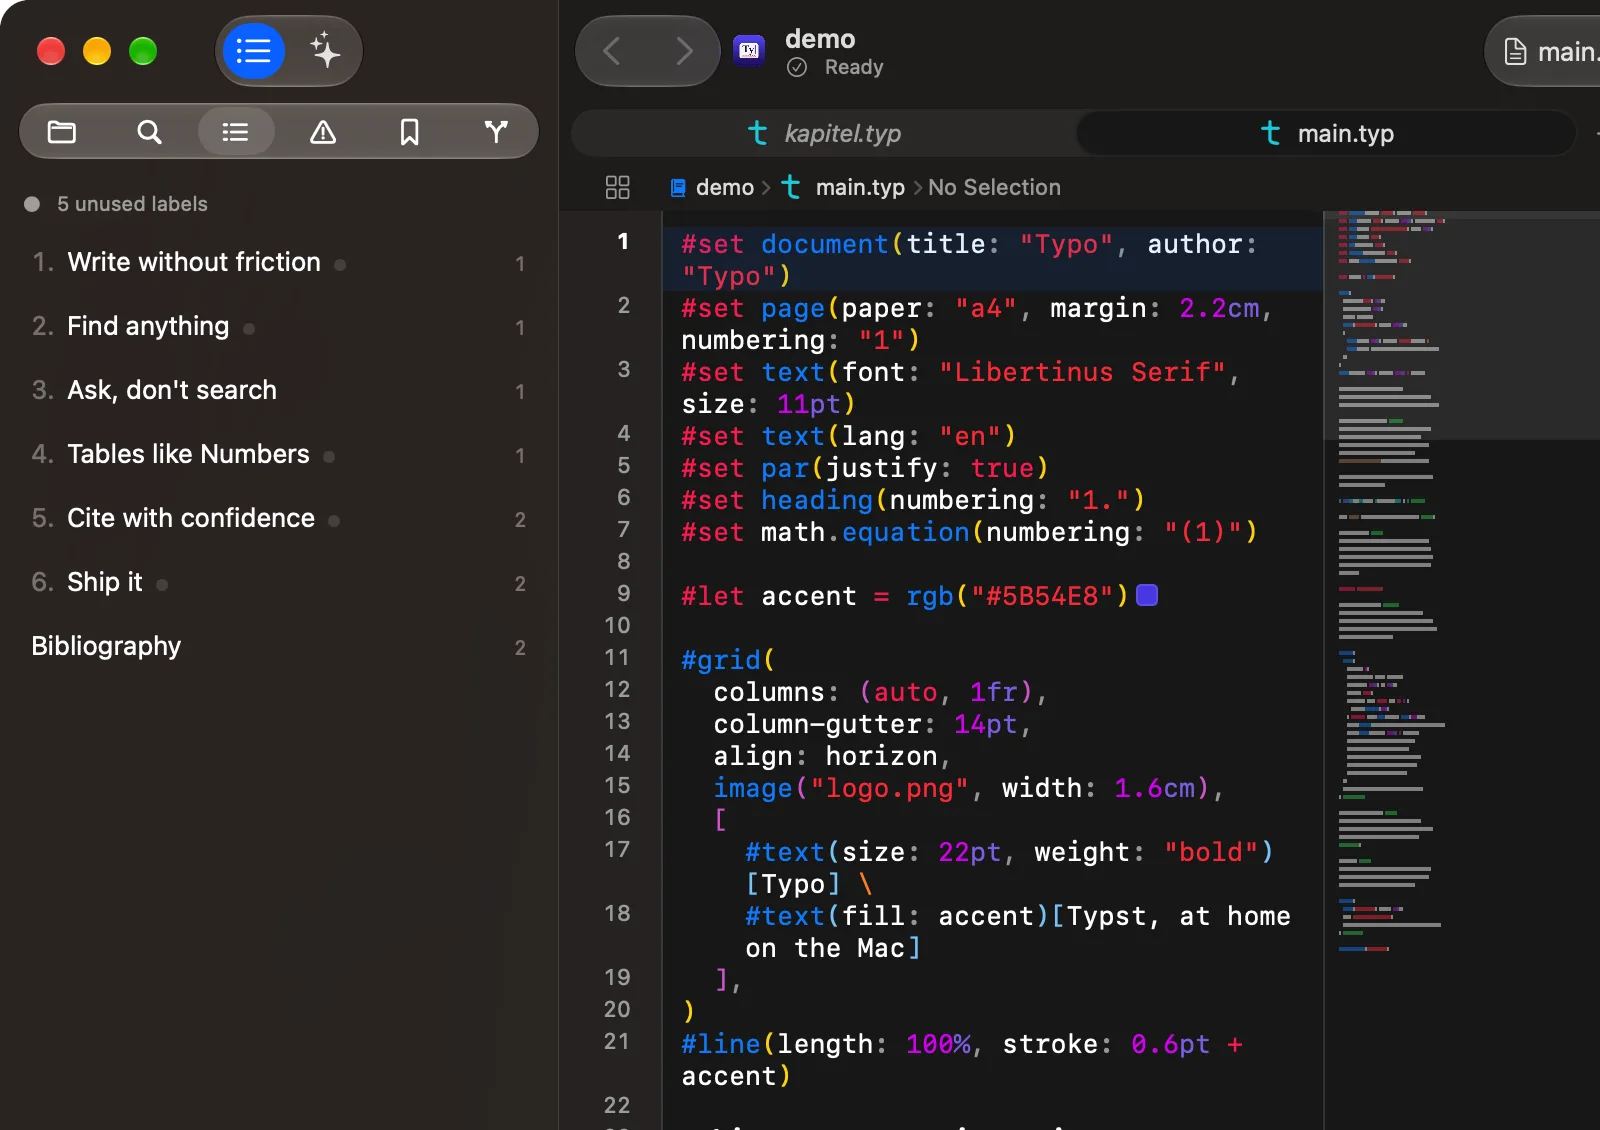 demo
Ready
main.
kapitel.typ
main.typ
demo > main.typ > No Selection
5 unused labels
1. Write without friction 1
2. Find anything 1
3. Ask, don't search 1
4. Tables like Numbers 1
5. Cite with confidence 2
6. Ship it 2
Bibliography 2
1 #set document(title: "Typo", author:
"Typo")
2 #set page(paper: "a4", margin: 2.2cm,
numbering: "1")
3 #set text(font: "Libertinus Serif",
size: 11pt)
4 #set text(lang: "en")
5 #set par(justify: true)
6 #set heading(numbering: "1.")
7 #set math.equation(numbering: "(1)")
8
9 #let accent = rgb("#5B54E8")
10
11 #grid(
12 columns: (auto, 1fr),
13 column-gutter: 14pt,
14 align: horizon,
15 image("logo.png", width: 1.6cm),
16 [
17 #text(size: 22pt, weight: "bold")
[Typo] \
18 #text(fill: accent)[Typst, at home
on the Mac]
19 ],
20 )
21 #line(length: 100%, stroke: 0.6pt +
accent)
22